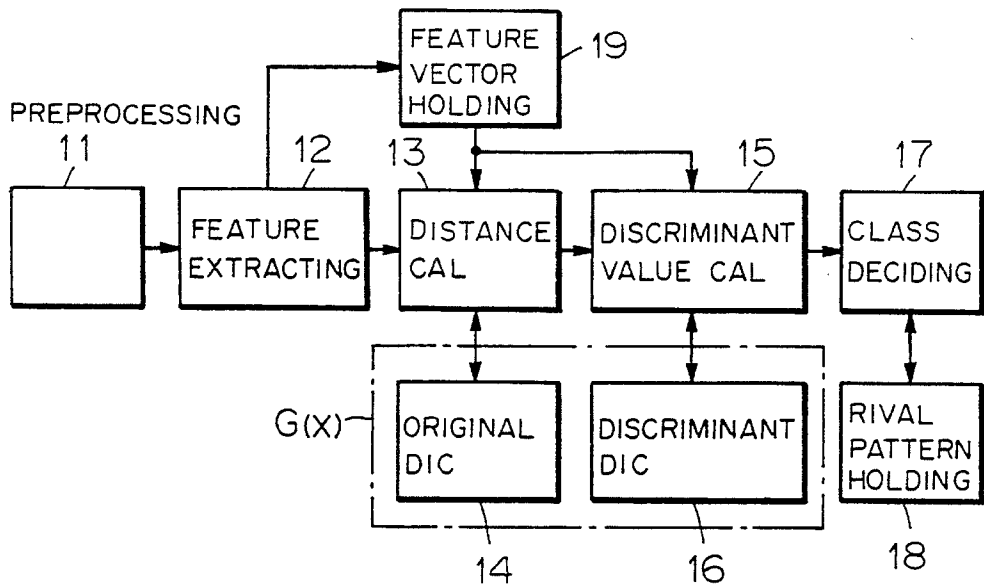 FEATURE
VECTOR
HOLDING
19
PREPROCESSING
11
12
FEATURE
EXTRACTING
13
DISTANCE
CAL
15
DISCRIMINANT
VALUE CAL
17
CLASS
DECIDING
G(X)
ORIGINAL
DIC
14
DISCRIMINANT
DIC
16
RIVAL
PATTERN
HOLDING
18